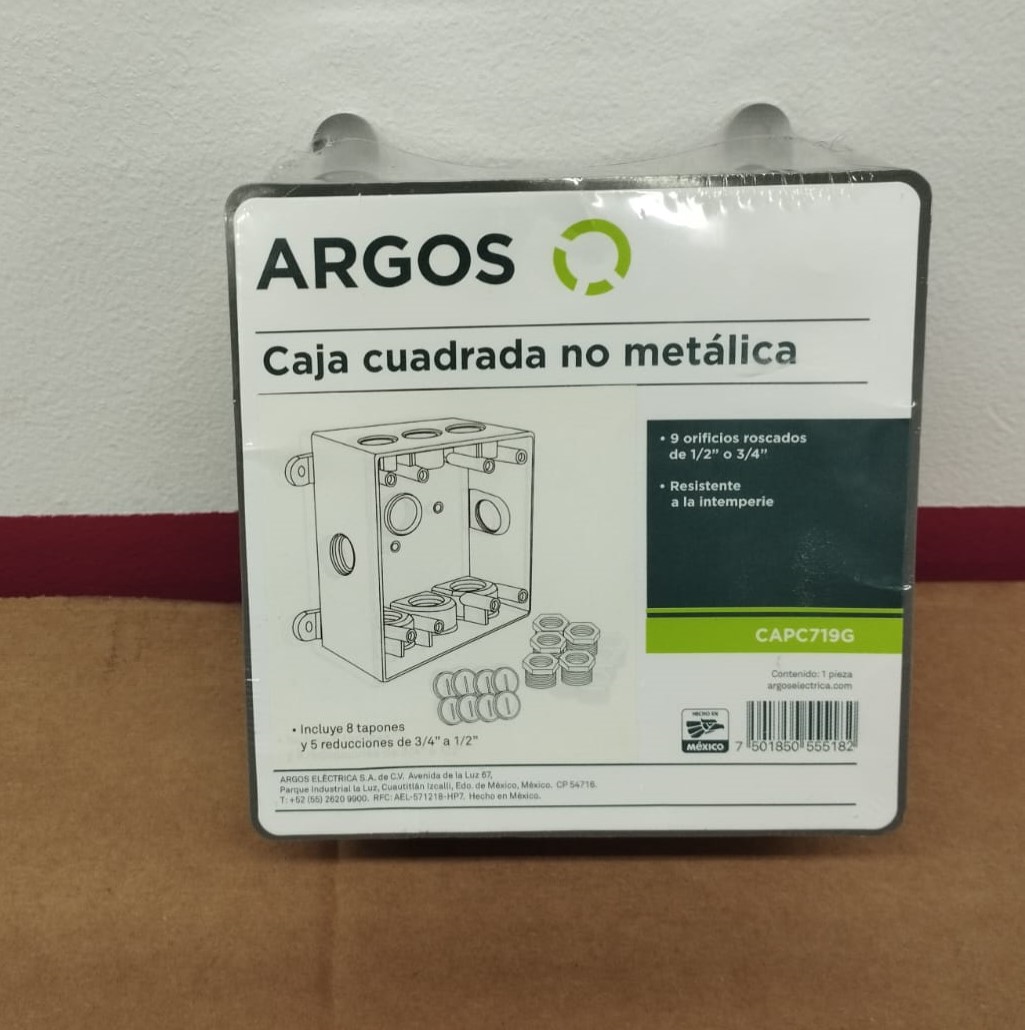 ARGOS
Caja cuadrada no metálica
• 9 orificios roscados
de 1/2" o 3/4"
• Resistente
a la intemperie
CAPC719G
Contenido: 1 pieza
argoselectrica.com
HECHO EN
MÉXICO
7 501850 555182
• Incluye 8 tapones
y 5 reducciones de 3/4" a 1/2"
ARGOS ELÉCTRICA S.A. de C.V. Avenida de la Luz 67,
Parque Industrial la Luz, Cuautitlán Izcalli, Edo. de México, México. CP 54716.
T: +52 (55) 2620 9900. RFC: AEL-571218-HP7. Hecho en México.